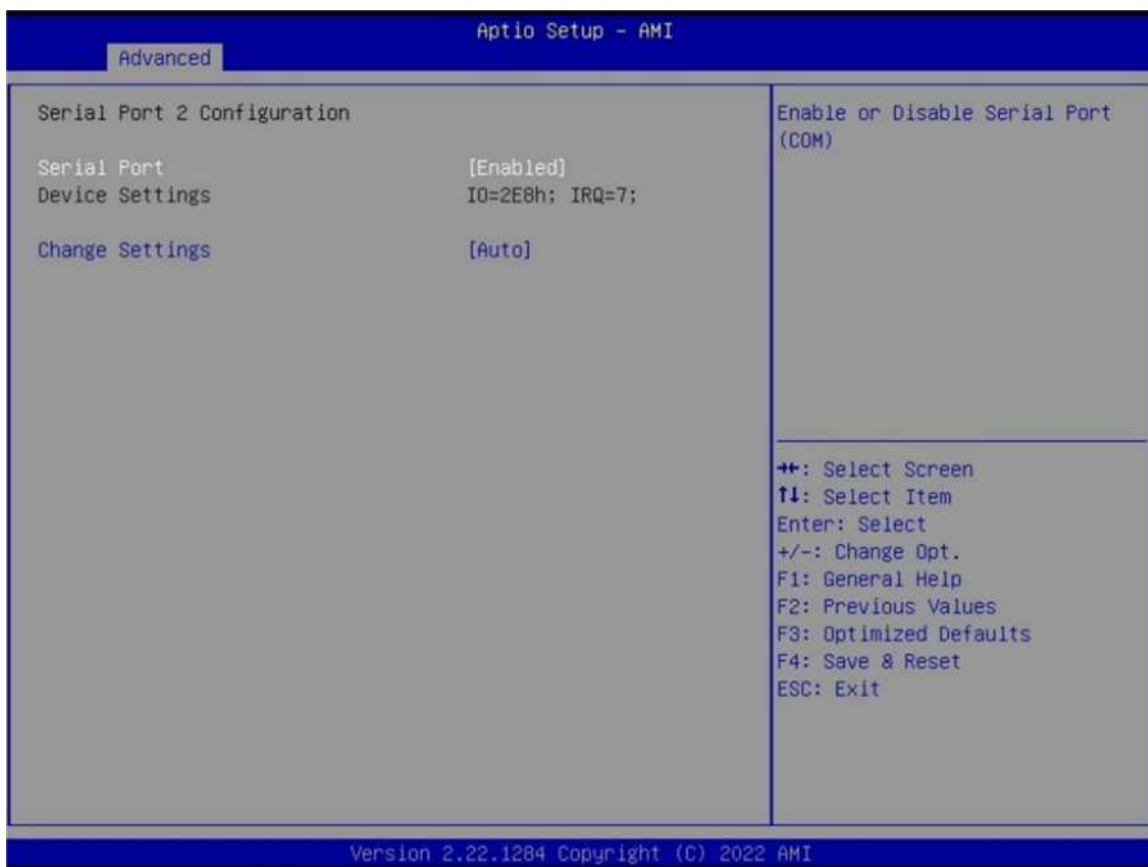 Aptio Setup - AMI
Advanced
Serial Port 2 Configuration
Serial Port [Enabled]
Device Settings IO=2E8h; IRQ=7;
Change Settings [Auto]
Enable or Disable Serial Port
(COM)
→←: Select Screen
↑↓: Select Item
Enter: Select
+/-: Change Opt.
F1: General Help
F2: Previous Values
F3: Optimized Defaults
F4: Save & Reset
ESC: Exit
Version 2.22.1284 Copyright (C) 2022 AMI